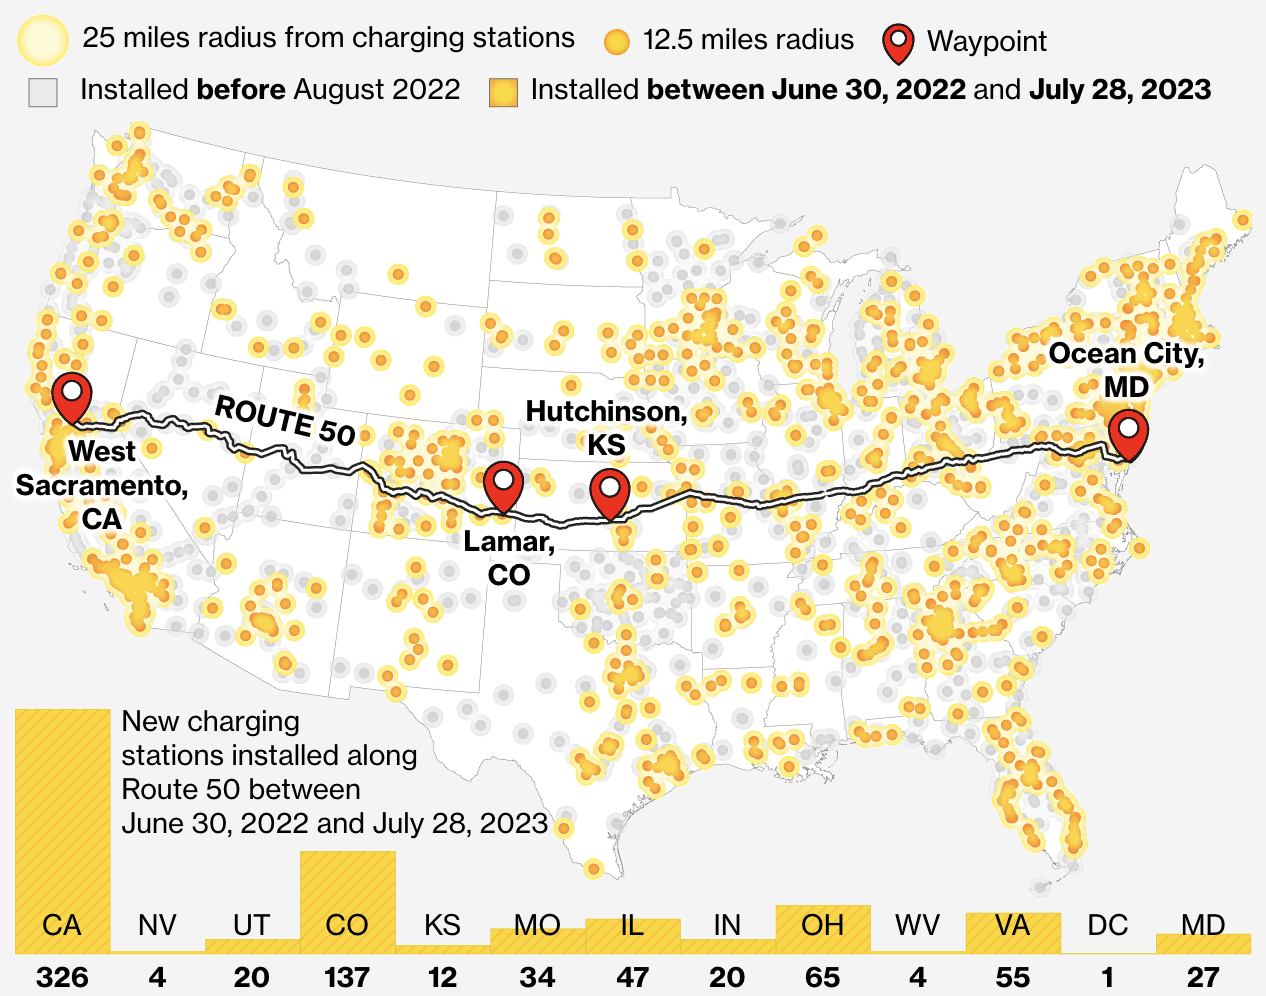 25 miles radius from charging stations
12.5 miles radius
Waypoint
Installed before August 2022
Installed between June 30, 2022 and July 28, 2023
Ocean City,
MD
ROUTE 50
Hutchinson,
KS
West
Sacramento,
CA
Lamar,
CO
New charging
stations installed along
Route 50 between
June 30, 2022 and July 28, 2023
CA NV UT CO KS MO IL IN OH WV VA DC MD
326 4 20 137 12 34 47 20 65 4 55 1 27